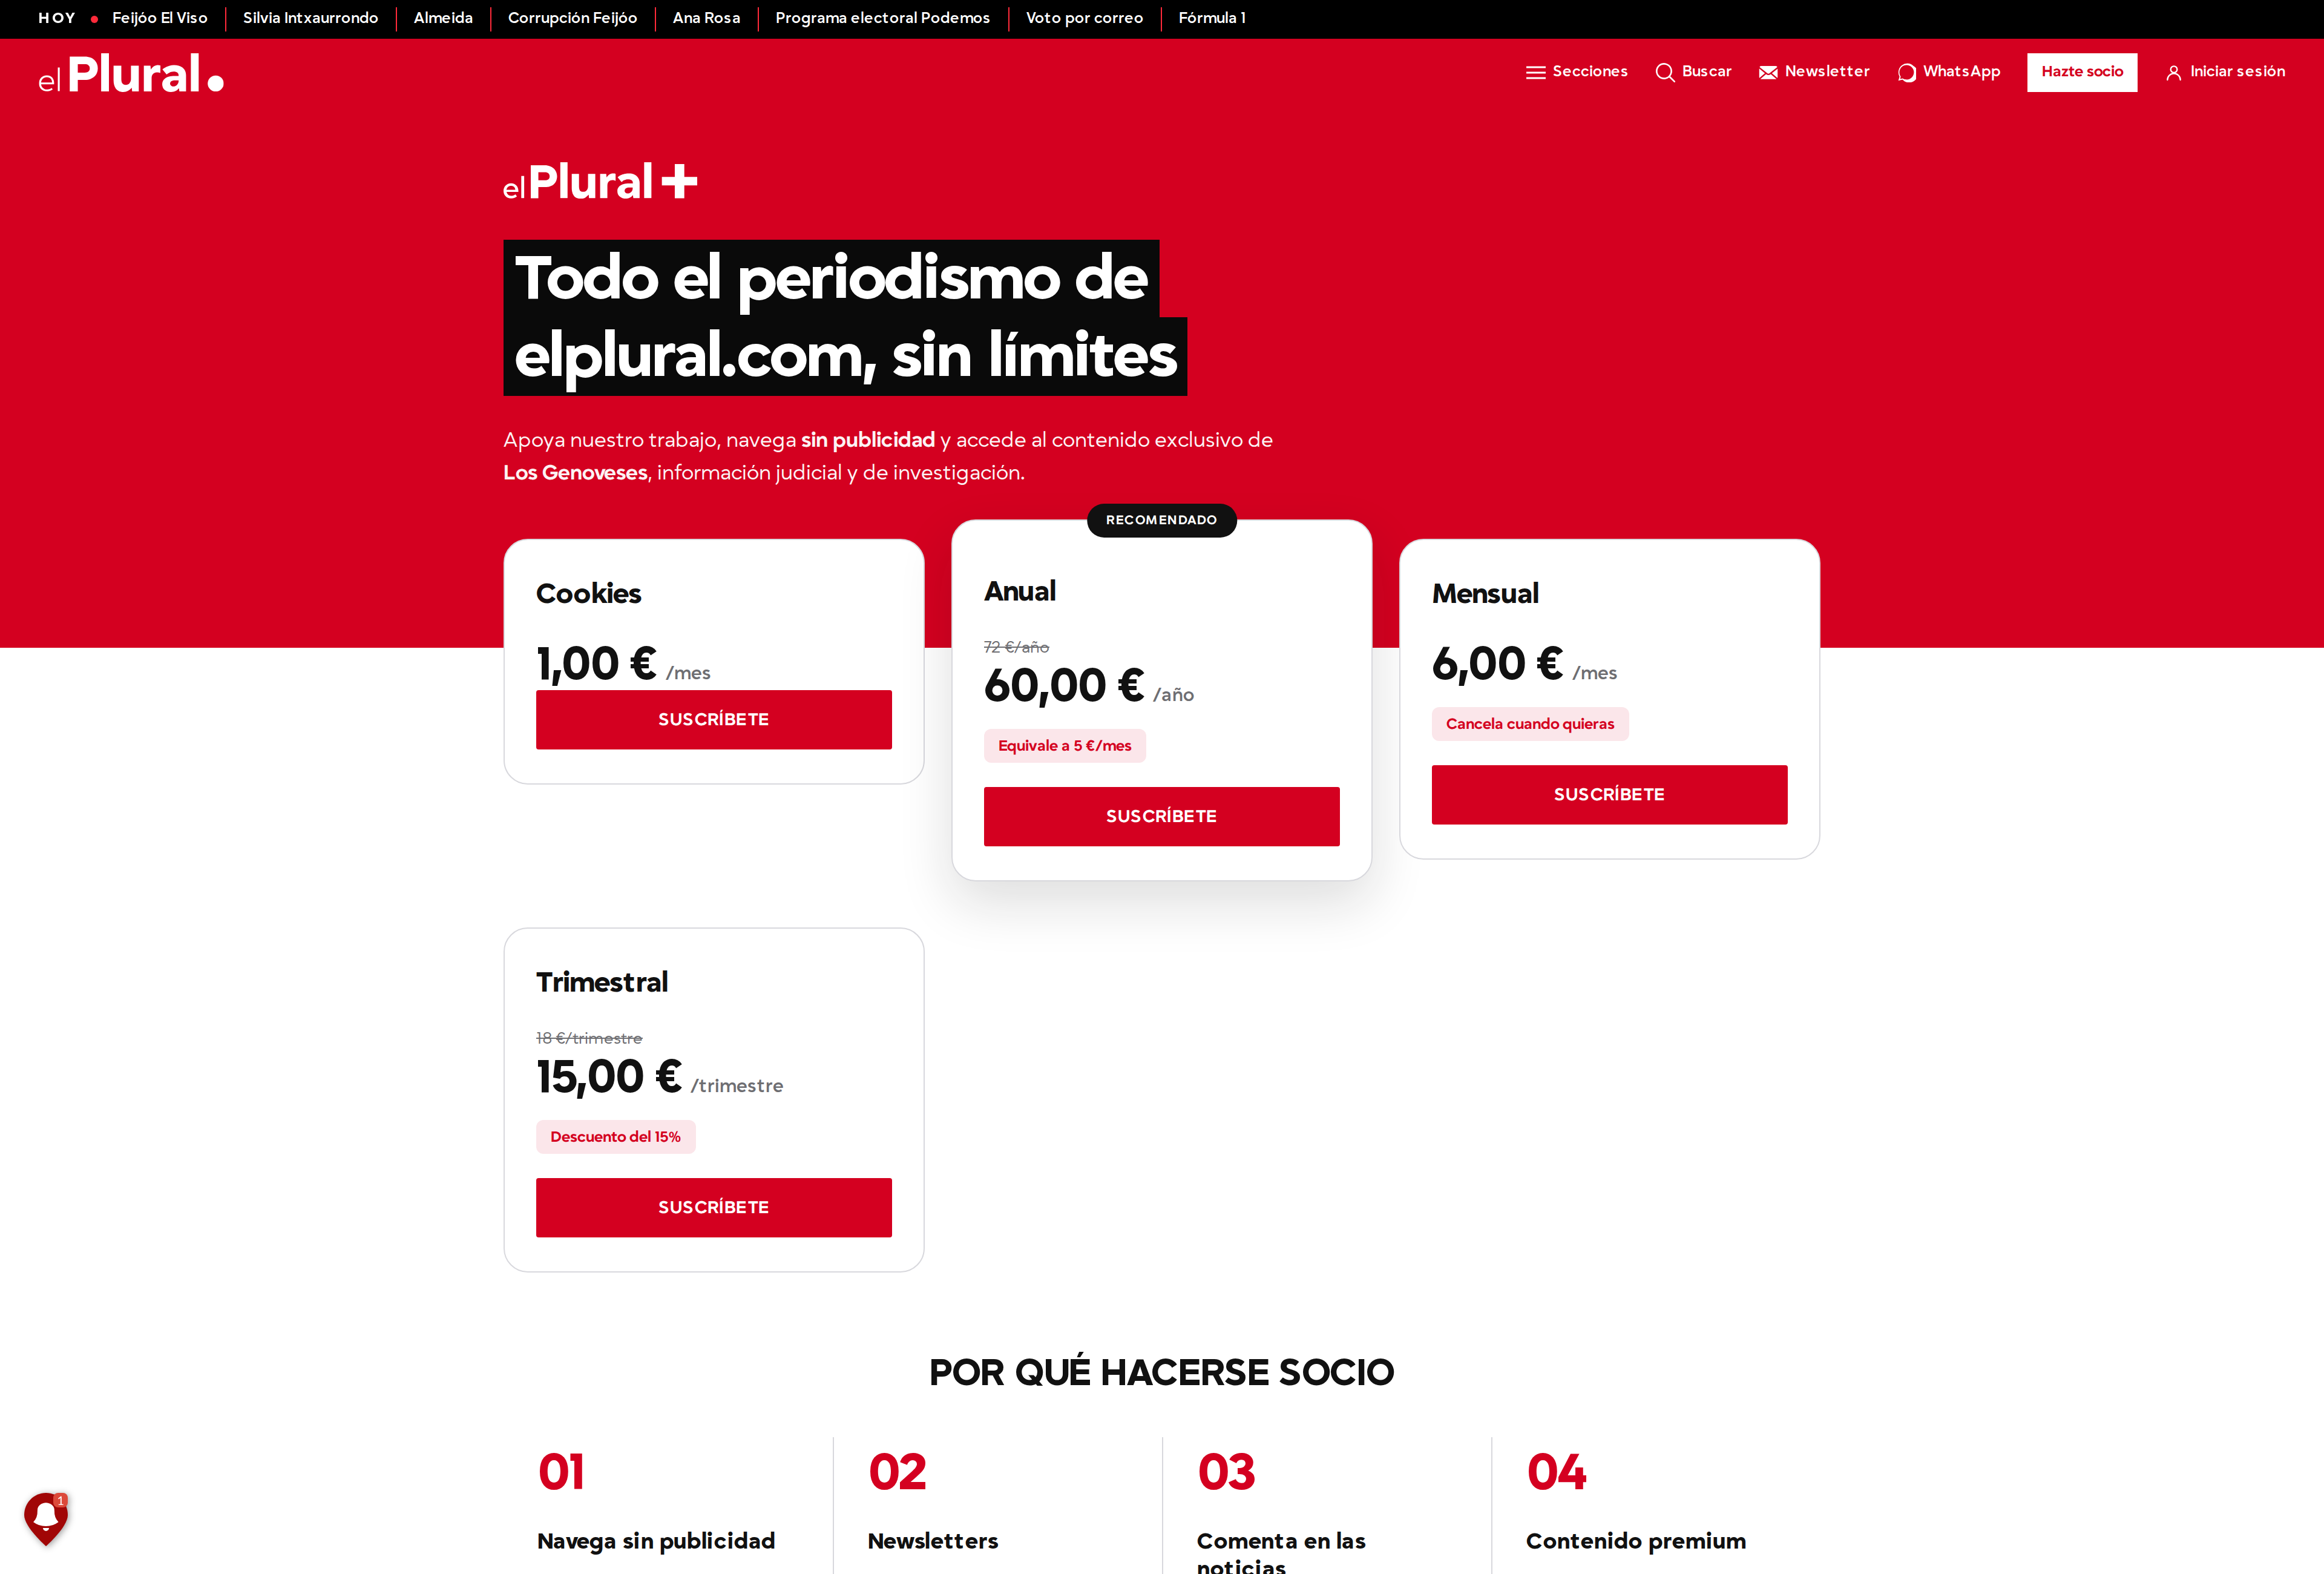 HOY
Feijóo El Viso
Silvia Intxaurrondo
Almeida
Corrupción Feijóo
Ana Rosa
Programa electoral Podemos
Voto por correo
Fórmula 1
el Plural.
Secciones
Buscar
Newsletter
WhatsApp
Hazte socio
Iniciar sesión
el Plural +
Todo el periodismo de
elplural.com, sin límites
Apoya nuestro trabajo, navega sin publicidad y accede al contenido exclusivo de
Los Genoveses, información judicial y de investigación.
Cookies
1,00 € /mes
SUSCRÍBETE
RECOMENDADO
Anual
72 €/año
60,00 € /año
Equivale a 5 €/mes
SUSCRÍBETE
Mensual
6,00 € /mes
Cancela cuando quieras
SUSCRÍBETE
Trimestral
18 €/trimestre
15,00 € /trimestre
Descuento del 15%
SUSCRÍBETE
POR QUÉ HACERSE SOCIO
01
Navega sin publicidad
02
Newsletters
03
Comenta en las
noticias
04
Contenido premium
1